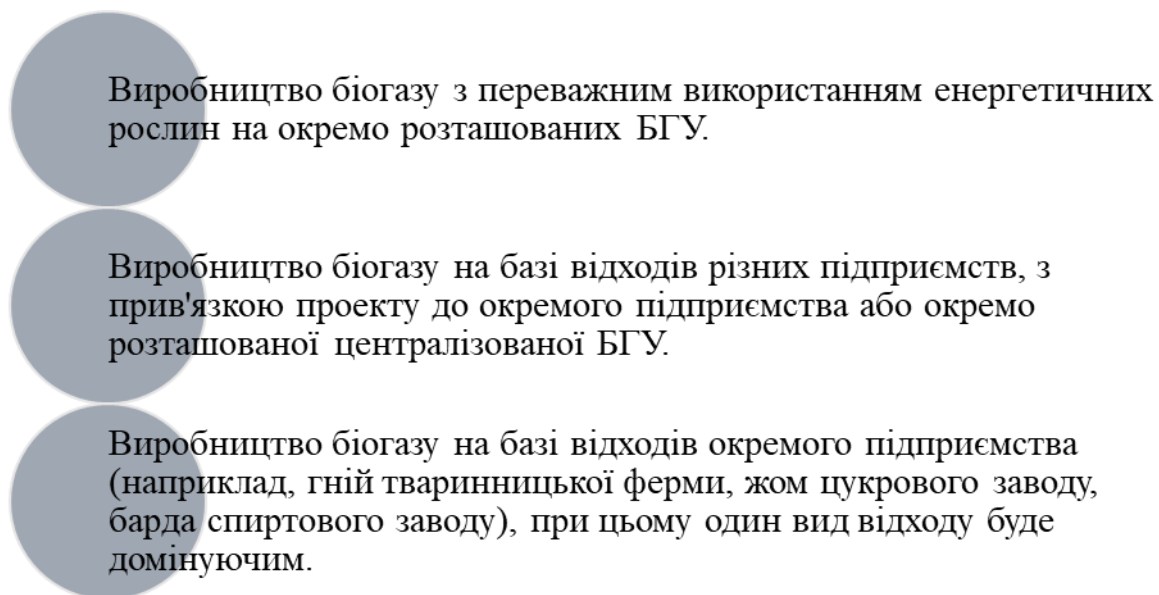 Виробництво біогазу з переважним використанням енергетичних
рослин на окремо розташованих БГУ.
Виробництво біогазу на базі відходів різних підприємств, з
прив'язкою проекту до окремого підприємства або окремо
розташованої централізованої БГУ.
Виробництво біогазу на базі відходів окремого підприємства
(наприклад, гній тваринницької ферми, жом цукрового заводу,
барда спиртового заводу), при цьому один вид відходу буде
домінуючим.